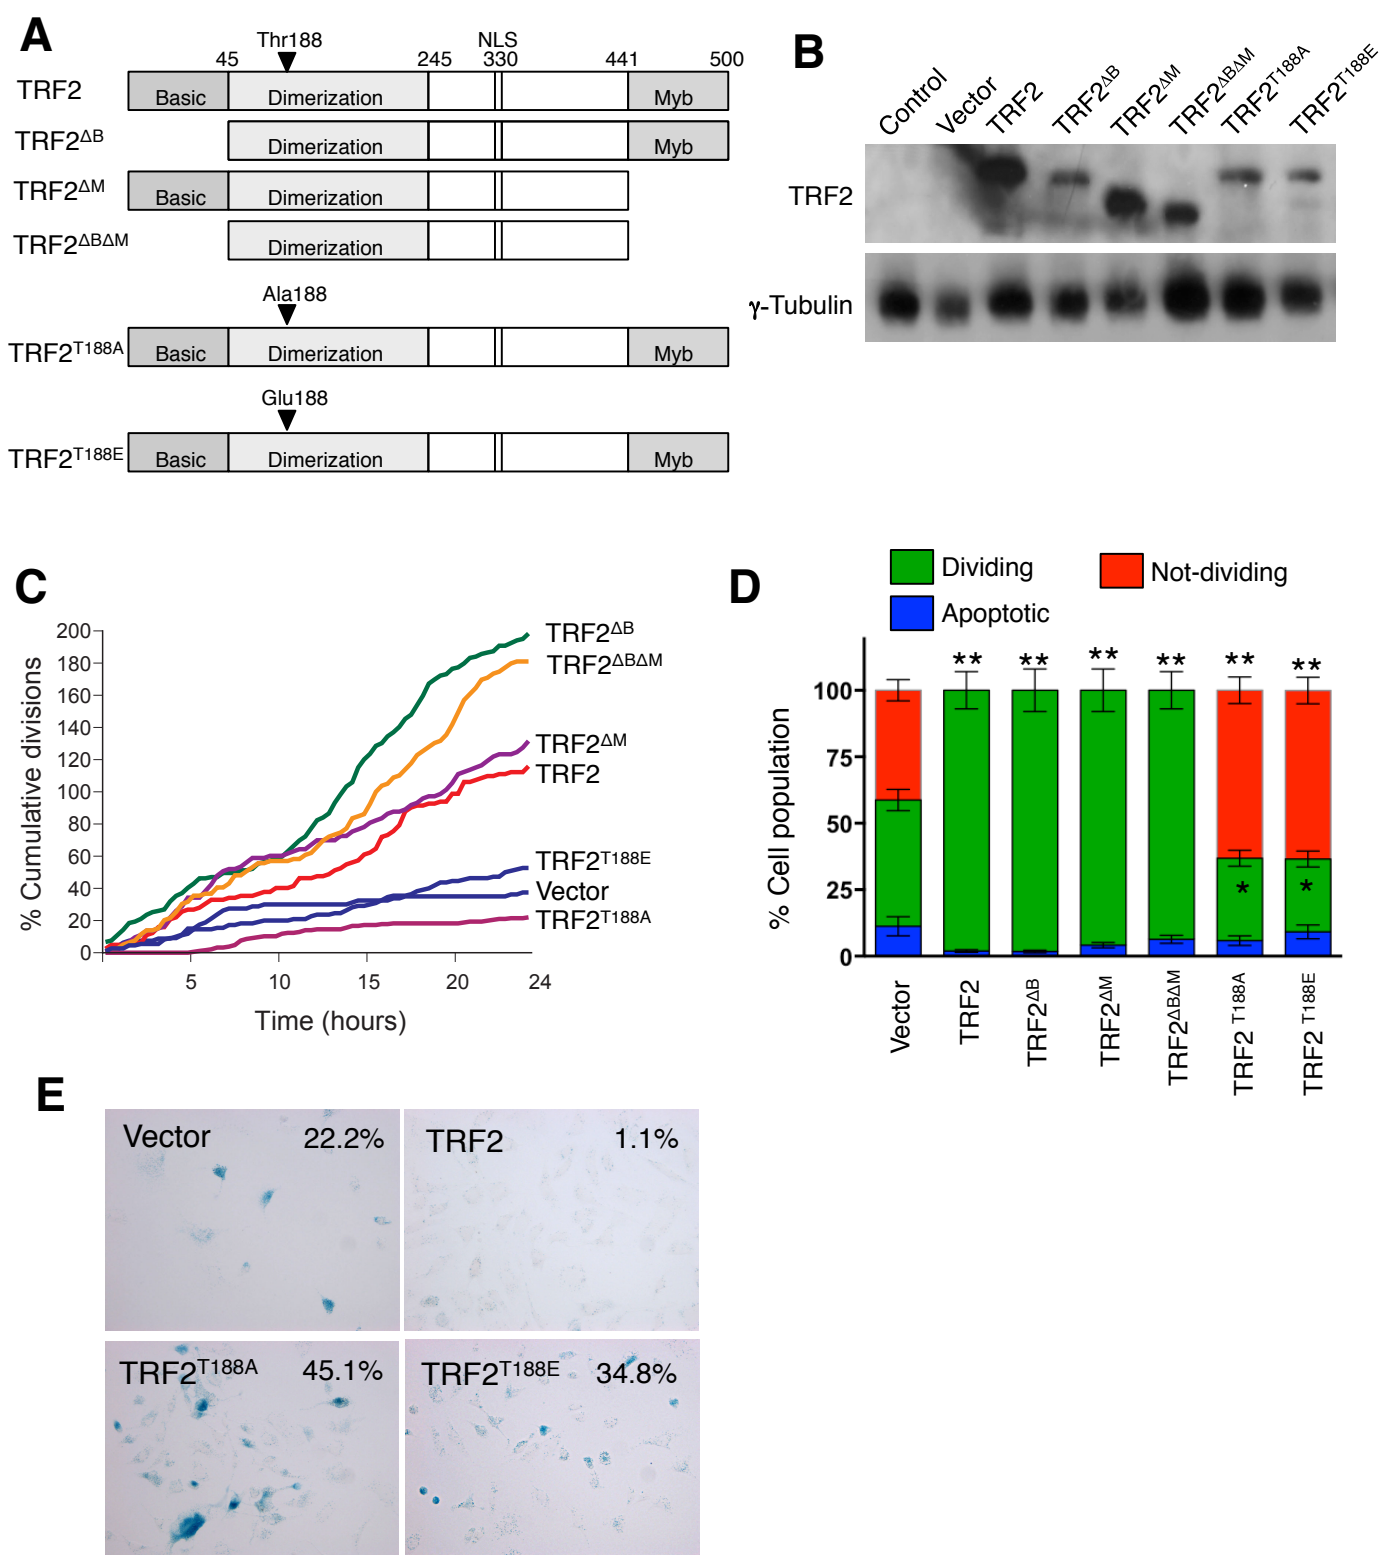 A
Thr188
NLS
45
245
330
441
500
TRF2
Basic
Dimerization
Myb
TRF2ΔB
Dimerization
Myb
TRF2ΔM
Basic
Dimerization
TRF2ΔBΔM
Dimerization
Ala188
TRF2T188A
Basic
Dimerization
Myb
Glu188
TRF2T188E
Basic
Dimerization
Myb
B
Control
Vector
TRF2
TRF2ΔB
TRF2ΔM
TRF2ΔBΔM
TRF2T188A
TRF2T188E
TRF2
γ-Tubulin
C
% Cumulative divisions
200
180
160
140
120
100
80
60
40
20
0
5
10
15
20
24
Time (hours)
TRF2ΔB
TRF2ΔBΔM
TRF2ΔM
TRF2
TRF2T188E
Vector
TRF2T188A
D
Dividing
Not-dividing
Apoptotic
% Cell population
100
75
50
25
0
** ** ** ** ** **
* *
Vector
TRF2
TRF2ΔB
TRF2ΔM
TRF2ΔBΔM
TRF2 T188A
TRF2 T188E
E
Vector 22.2%
TRF2 1.1%
TRF2T188A 45.1%
TRF2T188E 34.8%